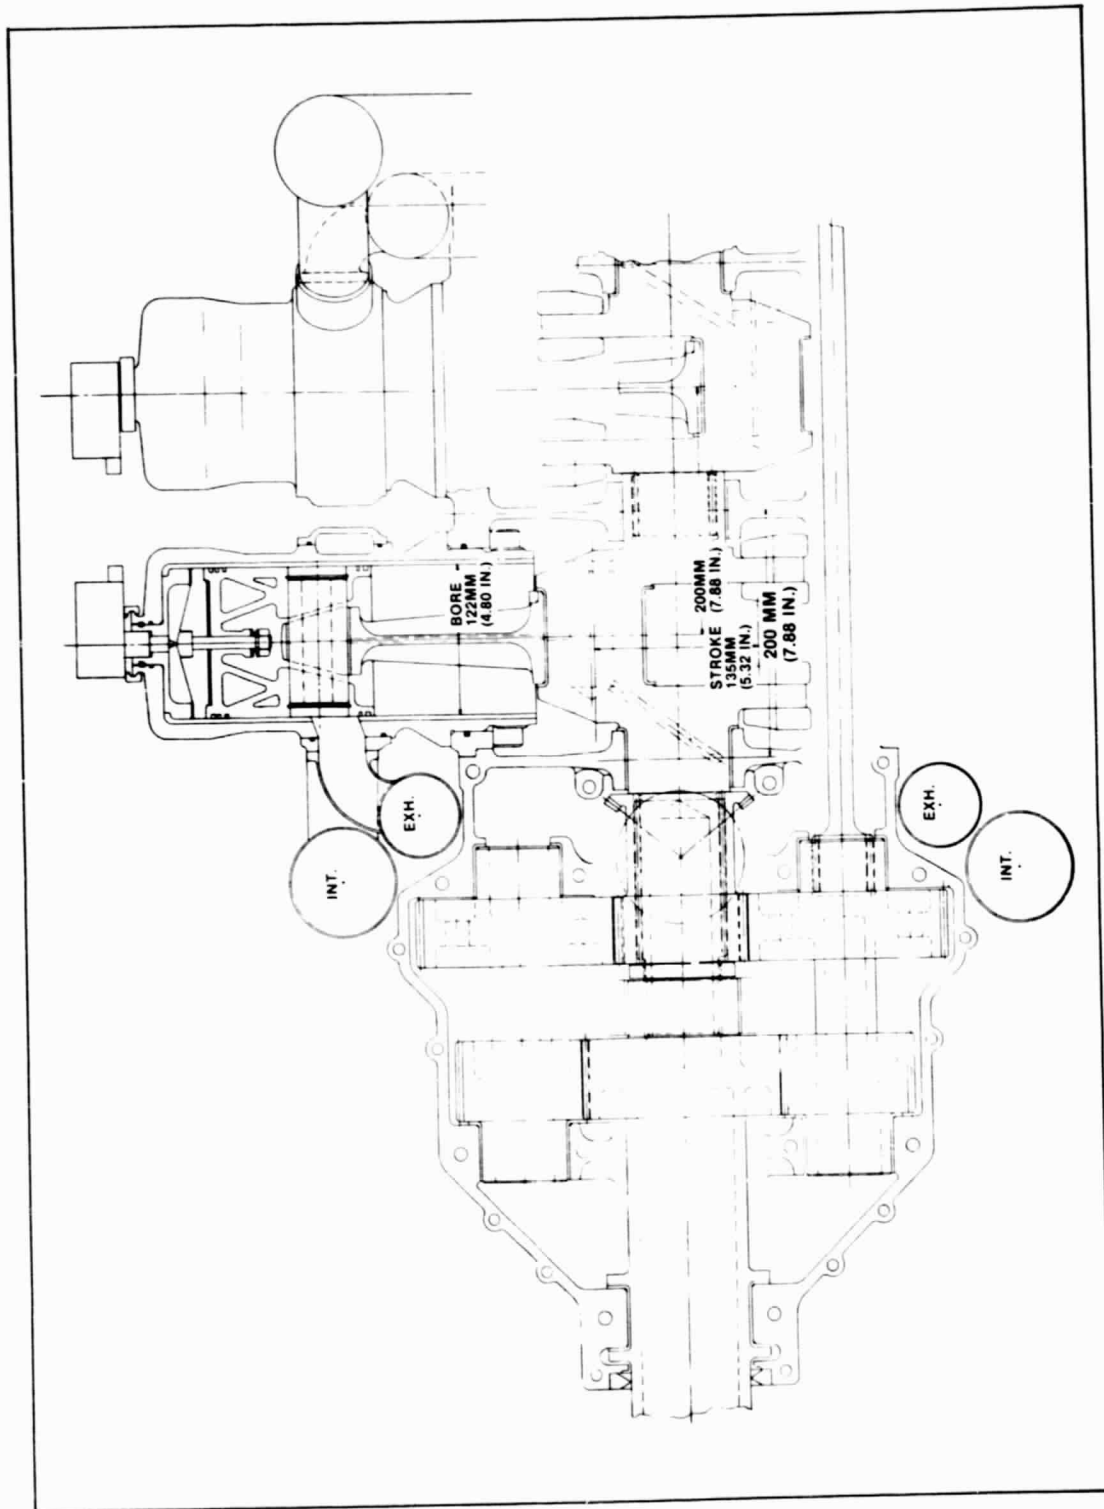 BORE
122MM
(4.80 IN.)
STROKE
135MM
(5.32 IN.)
200MM
(7.88 IN.)
200 MM
(7.88 IN.)
EXH.
INT.
EXH.
INT.